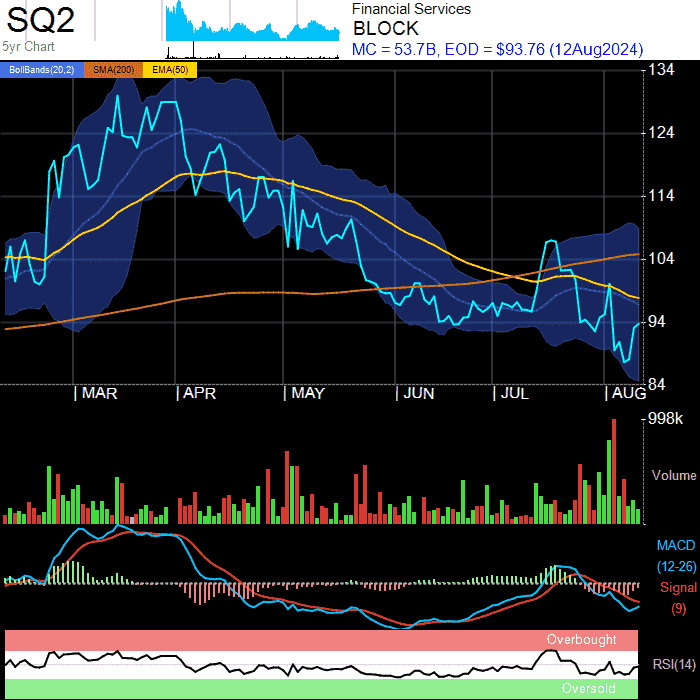 SQ2
5yr Chart
Financial Services
BLOCK
MC = 53.7B, EOD = $93.76 (12Aug2024)
BollBands(20,2) SMA(200) EMA(50)
134
124
114
104
94
84
MAR APR MAY JUN JUL AUG
998k
Volume
MACD
(12-26)
Signal
(9)
Overbought
RSI(14)
Oversold